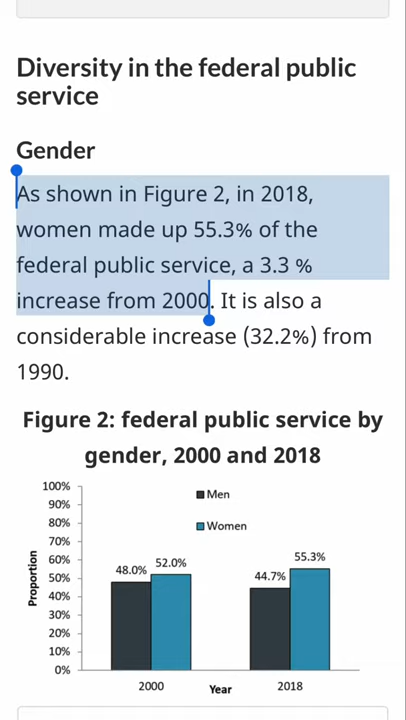 Diversity in the federal public
service
Gender
As shown in Figure 2, in 2018,
women made up 55.3% of the
federal public service, a 3.3 %
increase from 2000. It is also a
considerable increase (32.2%) from
1990.
Figure 2: federal public service by
gender, 2000 and 2018
100%
90%
80%
70%
60%
50%
40%
30%
20%
10%
0%
Proportion
Men
Women
48.0%
52.0%
44.7%
55.3%
2000
Year
2018